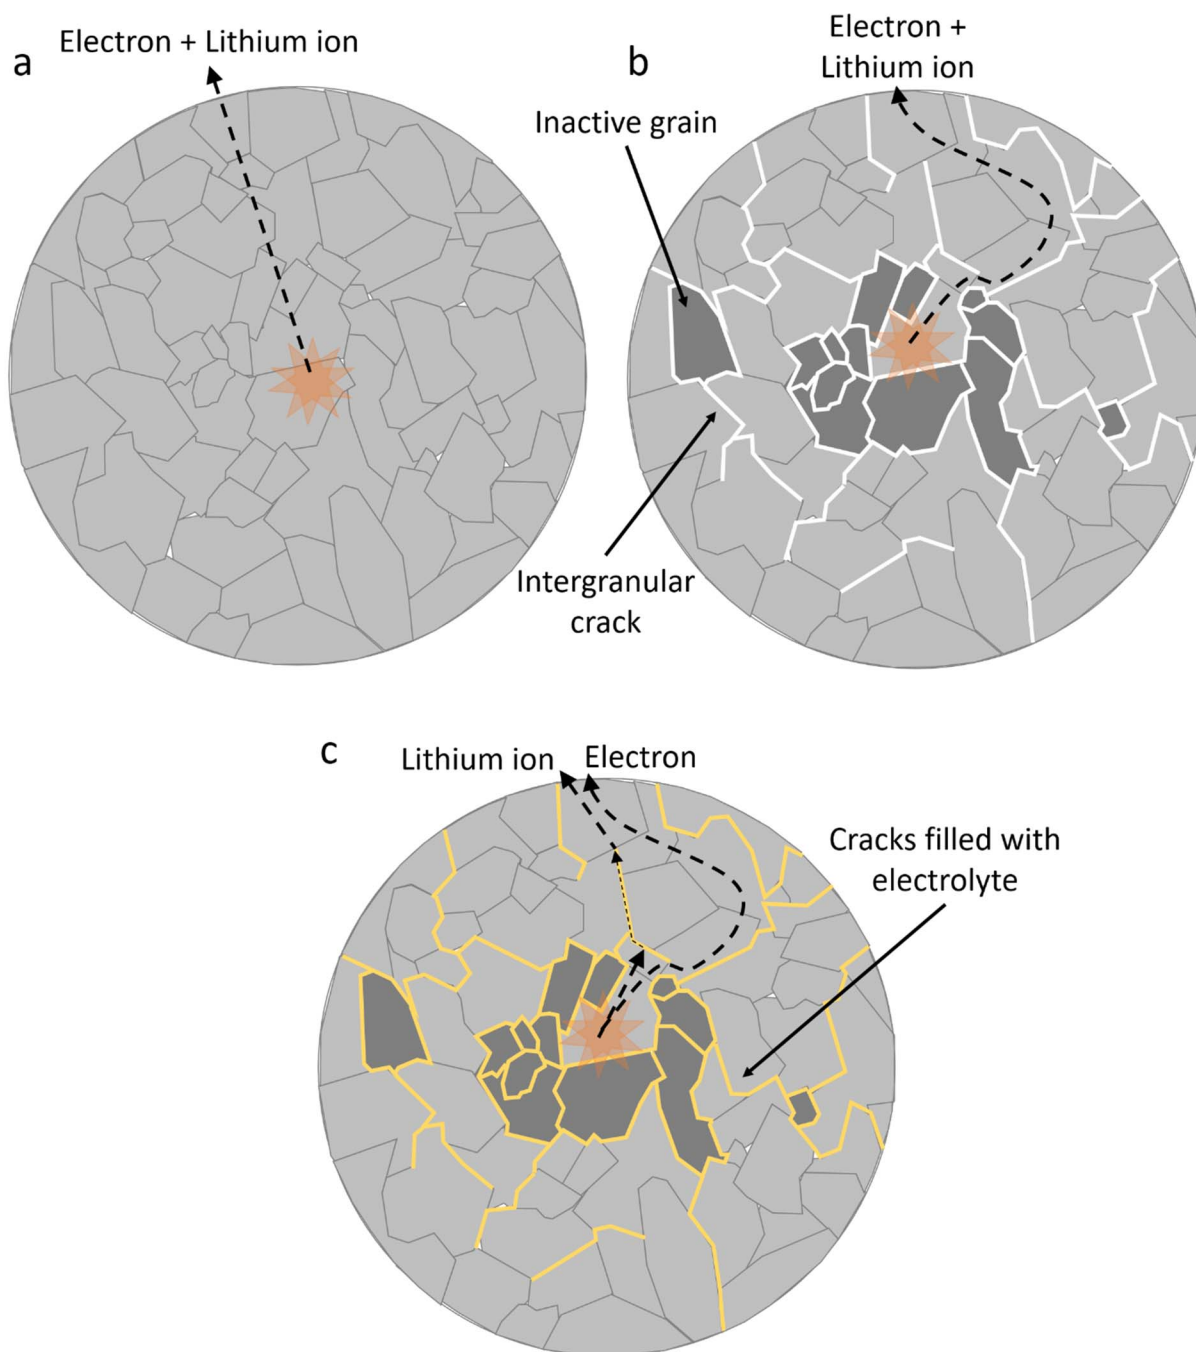 a
Electron + Lithium ion
b
Electron +
Lithium ion
Inactive grain
Intergranular
crack
c
Lithium ion
Electron
Cracks filled with
electrolyte